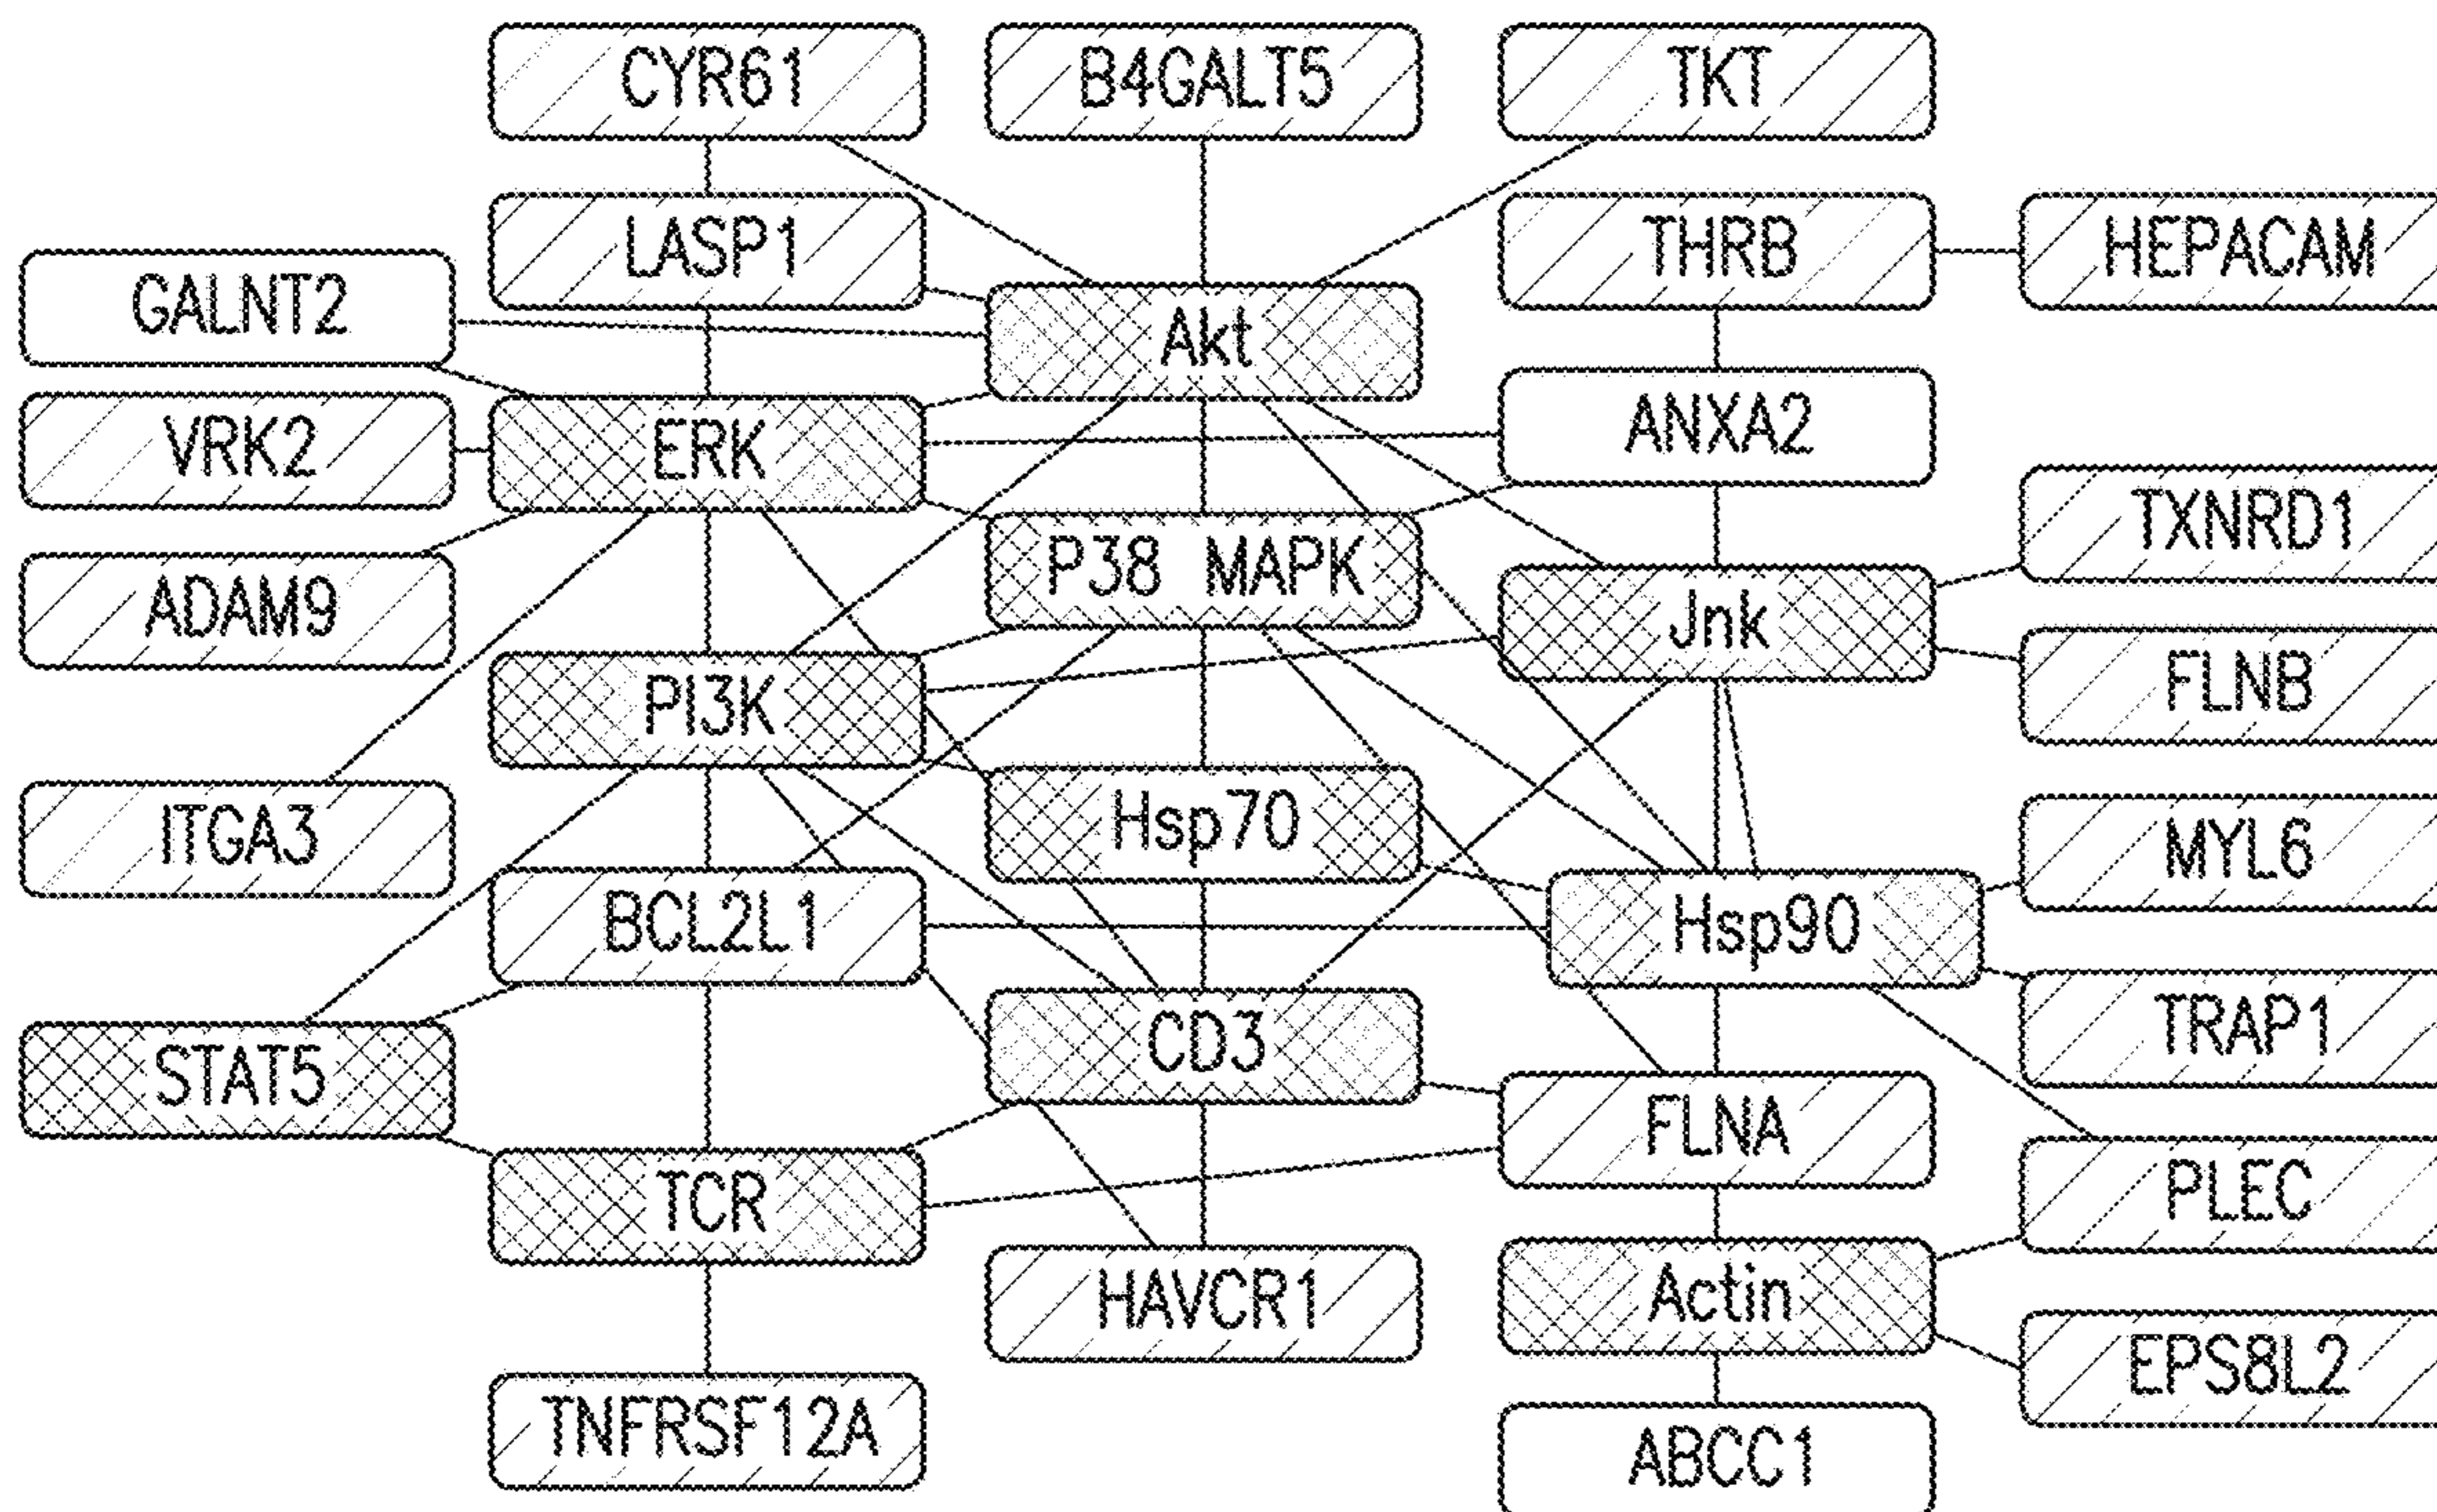 CYR61
B4GALT5
TKT
LASP1
THRB
HEPACAM
GALNT2
Akt
VRK2
ERK
ANXA2
TXNRD1
P38 MAPK
ADAM9
Jnk
FLNB
PI3K
ITGA3
Hsp70
MYL6
BCL2L1
Hsp90
TRAP1
STAT5
CD3
FLNA
PLEC
TCR
HAVCR1
Actin
EPS8L2
TNFRSF12A
ABCC1